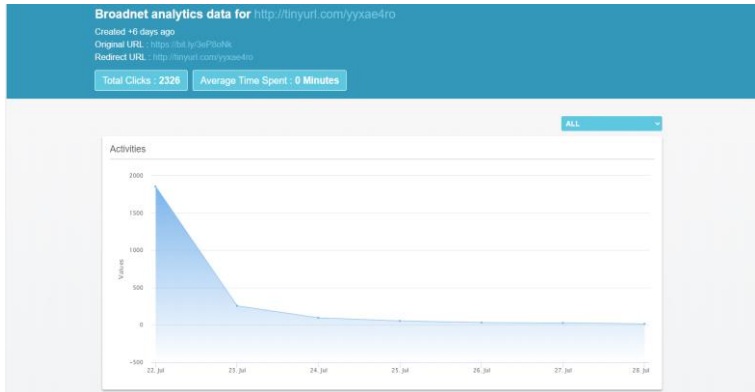 Broadnet analytics data for http://tinyurl.com/yyxae4ro
Created +6 days ago
Original URL : https://bit.ly/3eP8oNk
Redirect URL : http://tinyurl.com/yyxae4ro
Total Clicks : 2326 Average Time Spent : 0 Minutes
ALL
Activities
2000
1500
1000
500
0
-500
Values
22. Jul 23. Jul 24. Jul 25. Jul 26. Jul 27. Jul 28. Jul